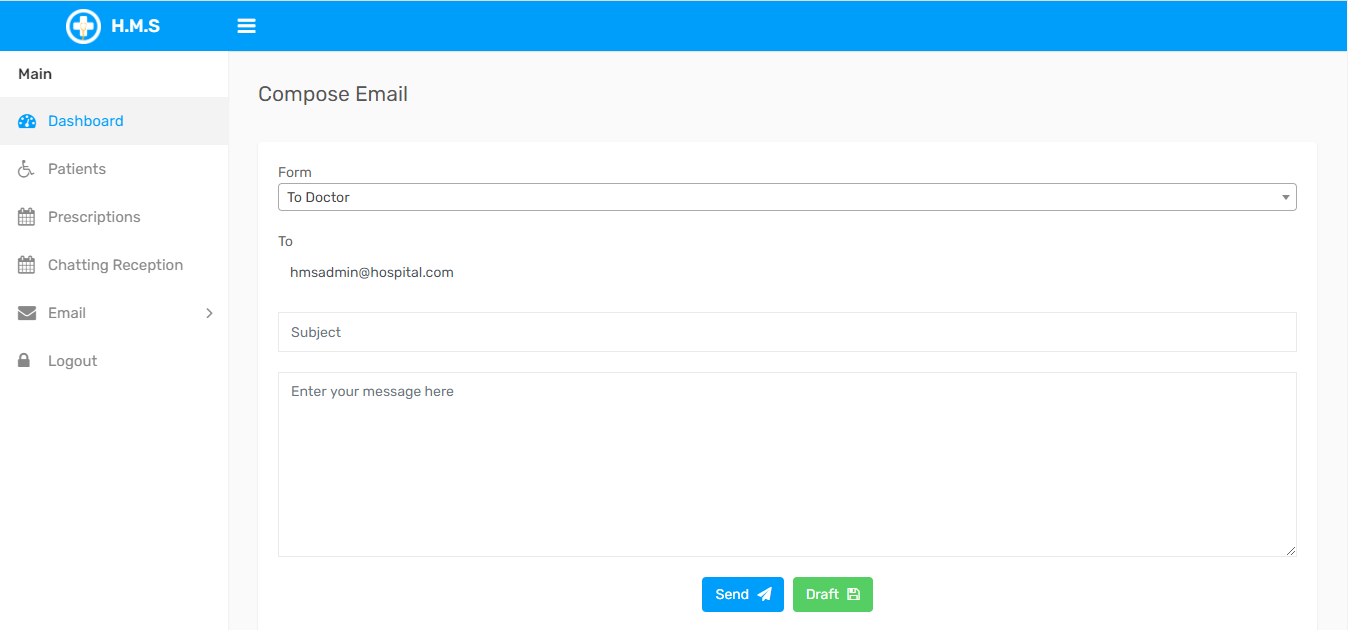 H.M.S
Main
Dashboard
Patients
Prescriptions
Chatting Reception
Email
Logout
Compose Email
Form
To Doctor
To
hmsadmin@hospital.com
Subject
Enter your message here
Send
Draft